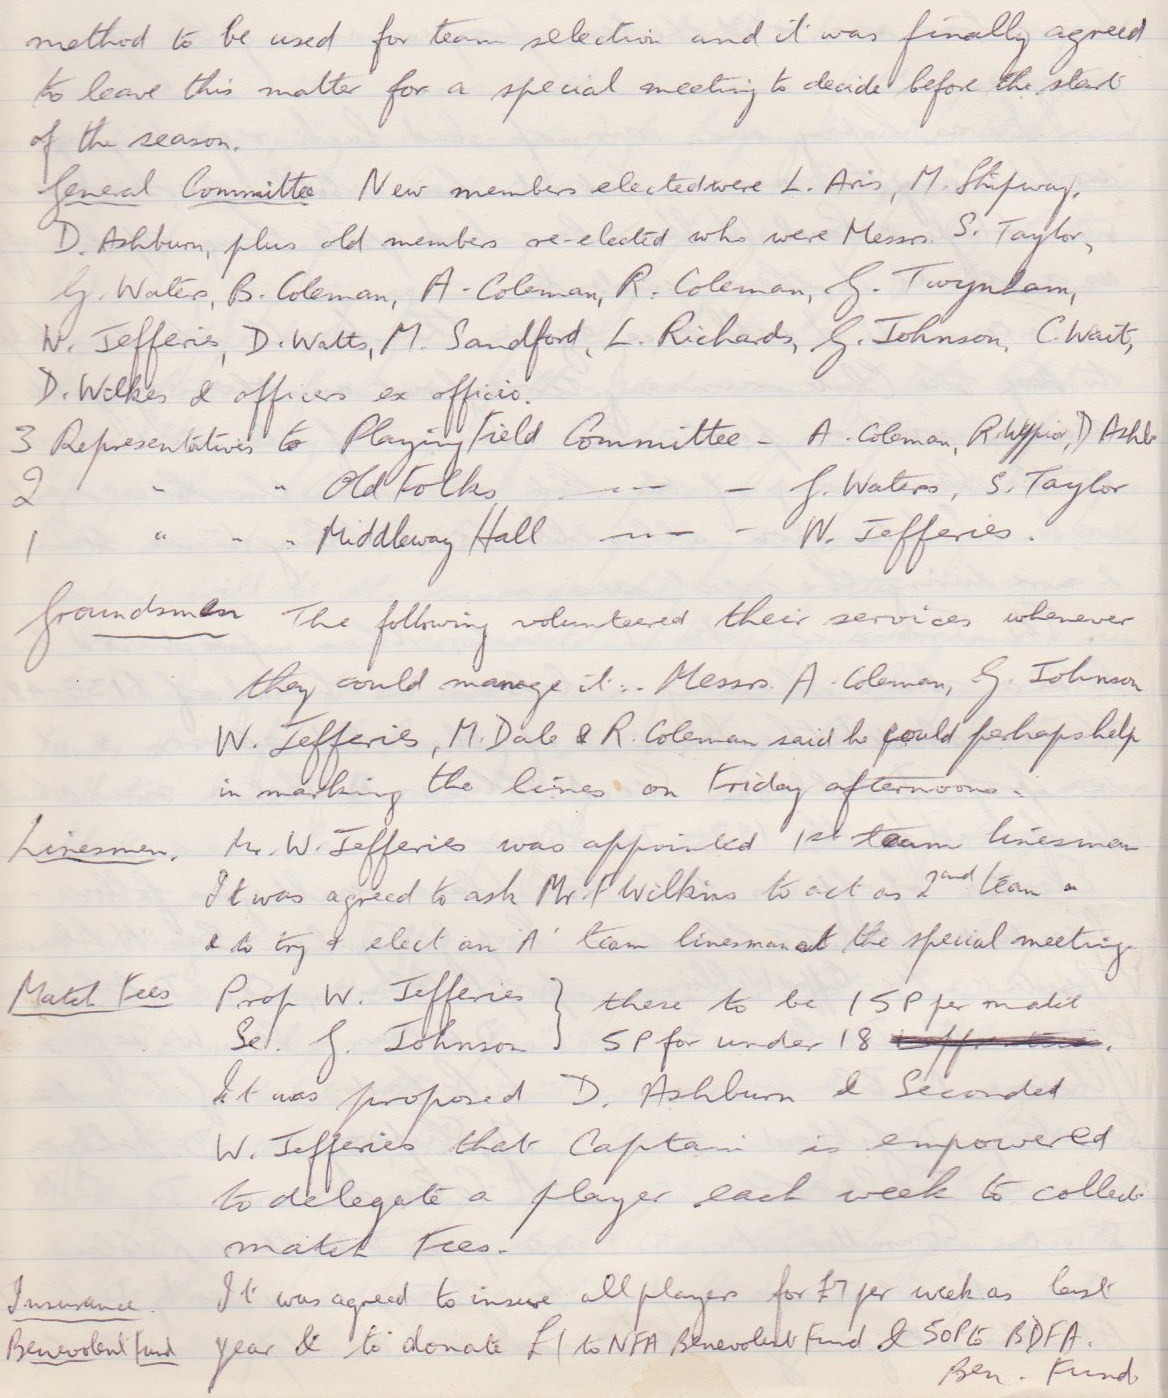 method to be used for team selection and it was finally agreed
to leave this matter for a special meeting to decide before the start
of the season.
General Committee New members elected were L. Aris, M. Shipway,
D. Ashburn, plus old members re-elected who were Messrs. S. Taylor,
G. Waters, B. Coleman, A. Coleman, R. Coleman, G. Twynham,
W. Jefferies, D. Watts, M. Sandford, L. Richards, G. Johnson, C. Wait,
D. Wilkes & officers ex officio.
3 Representatives to Playing Field Committee - A. Coleman, D Ashb
2 " " Old Folks — " — - G. Waters, S. Taylor
1 " " " Middleway Hall — " — - W. Jefferies.
Groundsmen The following volunteered their services whenever
they could manage it:- Messrs. A. Coleman, G. Johnson
W. Jefferies, M. Dale & R. Coleman said he could perhaps help
in marking the lines on Friday afternoons.
Linesmen. Mr. W. Jefferies was appointed 1st team linesman
It was agreed to ask Mr Wilkins to act as 2nd team "
& to try & elect an 'A' team linesman at the special meeting
Match Fees Prop W. Jefferies } these to be 15P per match
Se. G. Johnson } 5P for under 18
It was proposed D. Ashburn & Seconded
W. Jefferies that Captain is empowered
to delegate a player each week to collect
match Fees.
Insurance. It was agreed to insure all players for £7 per week as last
Benevolent Fund year & to donate £1 to NFA Benevolent Fund & 50P to BDFA.
Ben. Fund